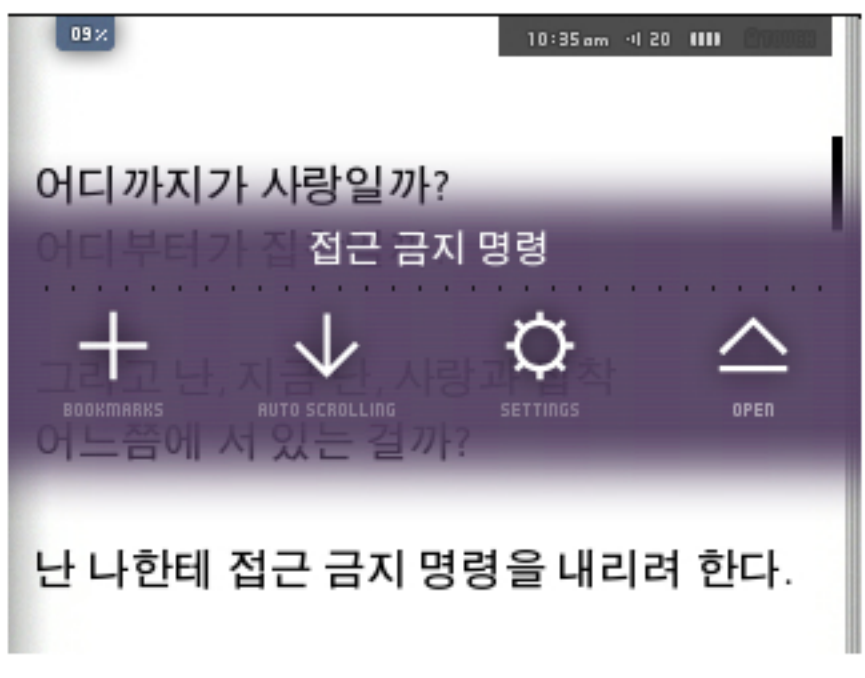 09%
10:35am 20
어디까지가 사랑일까?
어디부터가 집
접근 금지 명령
그리고 난, 지금 난, 사랑과 집착
BOOKMARKS AUTO SCROLLING SETTINGS OPEN
어느쯤에 서 있는 걸까?
난 나한테 접근 금지 명령을 내리려 한다.